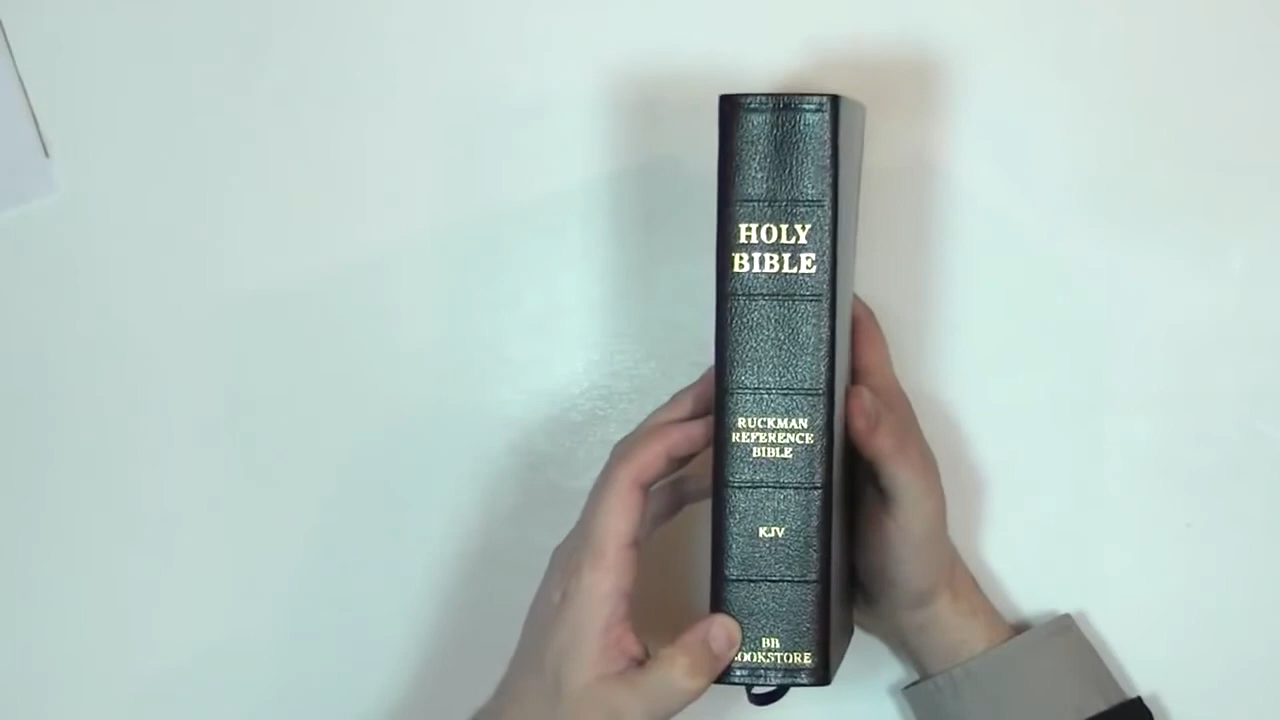 HOLY
BIBLE
RUCKMAN
REFERENCE
BIBLE
KJV
BB
BOOKSTORE